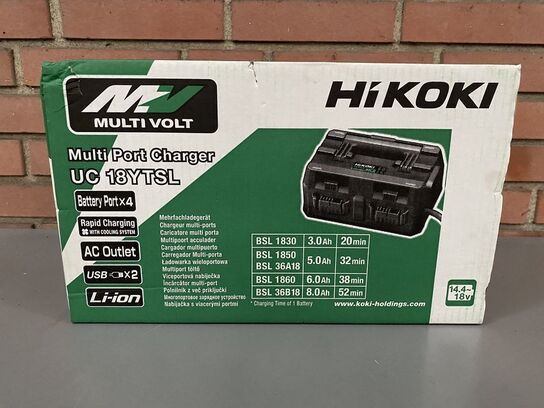 MV
MULTI VOLT
HiKOKI
Multi Port Charger
UC 18YTSL
Battery Port×4
Rapid Charging
WITH COOLING SYSTEM
AC Outlet
USB ×2
Li-ion
Mehrfachladegerät
Chargeur multi-ports
Caricatore multi porta
Multiport acculader
Cargador multipuerto
Carregador Multi-porta
Ładowarka wieloportowa
Multiport töltő
Víceportová nabíječka
Încărcător multi-port
Polnilnik z več priključki
Многопортовое зарядное устройство
Nabíjačka s viacerými portmi
HiKOKI
BSL 1830 3.0Ah 20min
BSL 1850
BSL 36A18 5.0Ah 32min
BSL 1860 6.0Ah 38min
BSL 36B18 8.0Ah 52min
* Charging Time of 1 Battery
www.koki-holdings.com
14.4~
18V